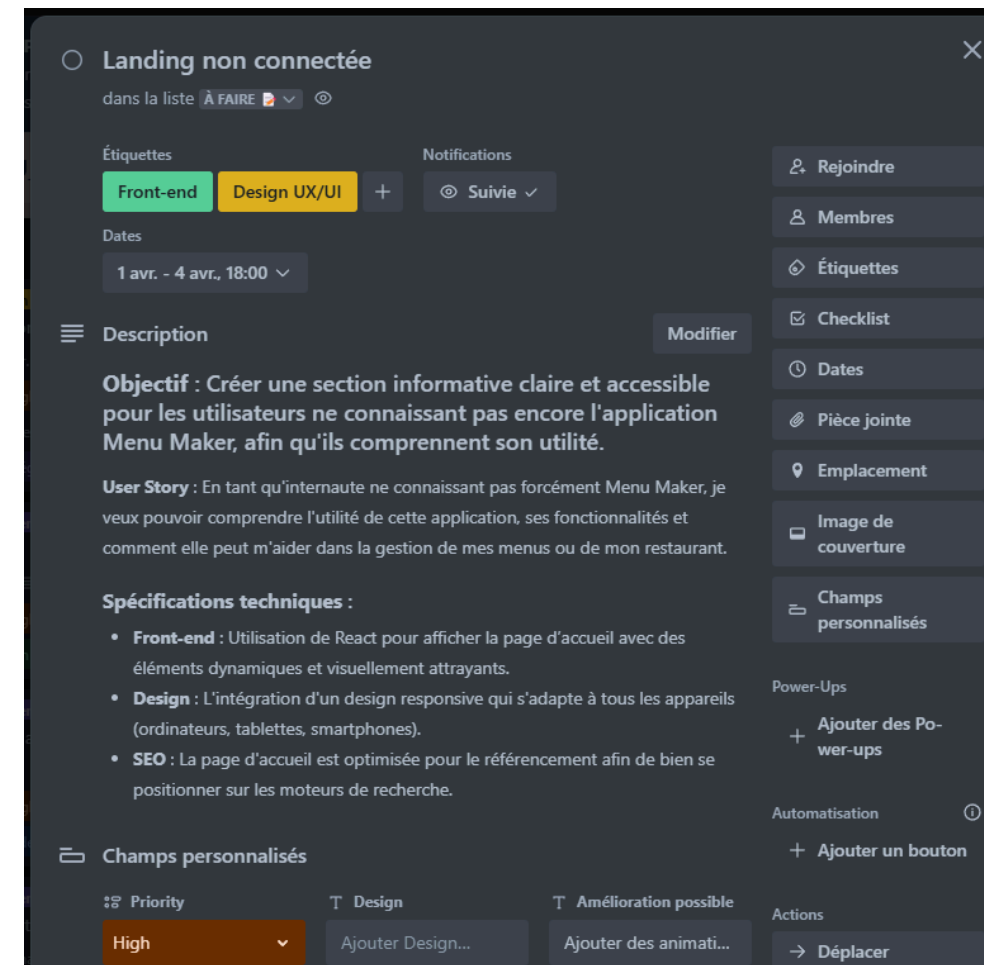 Landing non connectée
dans la liste À FAIRE
Étiquettes
Notifications
Front-end
Design UX/UI
Suivie
Dates
1 avr. - 4 avr., 18:00
Description
Modifier
Objectif : Créer une section informative claire et accessible
pour les utilisateurs ne connaissant pas encore l'application
Menu Maker, afin qu'ils comprennent son utilité.
User Story : En tant qu'internaute ne connaissant pas forcément Menu Maker, je
veux pouvoir comprendre l'utilité de cette application, ses fonctionnalités et
comment elle peut m'aider dans la gestion de mes menus ou de mon restaurant.
Spécifications techniques :
• Front-end : Utilisation de React pour afficher la page d’accueil avec des
éléments dynamiques et visuellement attrayants.
• Design : L'intégration d'un design responsive qui s'adapte à tous les appareils
(ordinateurs, tablettes, smartphones).
• SEO : La page d'accueil est optimisée pour le référencement afin de bien se
positionner sur les moteurs de recherche.
Champs personnalisés
Priority
Design
Amélioration possible
High
Ajouter Design...
Ajouter des animati...
Rejoindre
Membres
Étiquettes
Checklist
Dates
Pièce jointe
Emplacement
Image de
couverture
Champs
personnalisés
Power-Ups
Ajouter des Po-
wer-ups
Automatisation
Ajouter un bouton
Actions
Déplacer